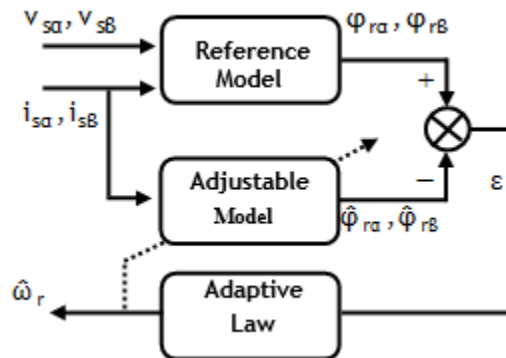 v_sα, v_sβ
Reference
Model
φ_rα, φ_rβ
+
i_sα, i_sβ
Adjustable
Model
−
ε
φ̂_rα, φ̂_rβ
ω̂_r
Adaptive
Law